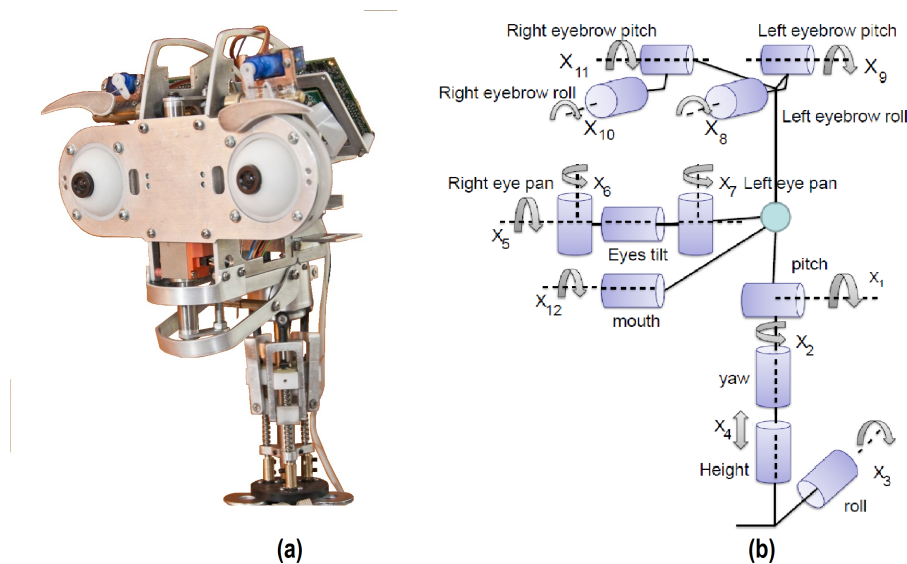 Right eyebrow pitch
Left eyebrow pitch
X11
X9
Right eyebrow roll
X10
X8
Left eyebrow roll
Right eye pan
X6
X7
Left eye pan
X5
Eyes tilt
pitch
X12
X1
mouth
X2
yaw
X4
Height
X3
roll
(a)
(b)